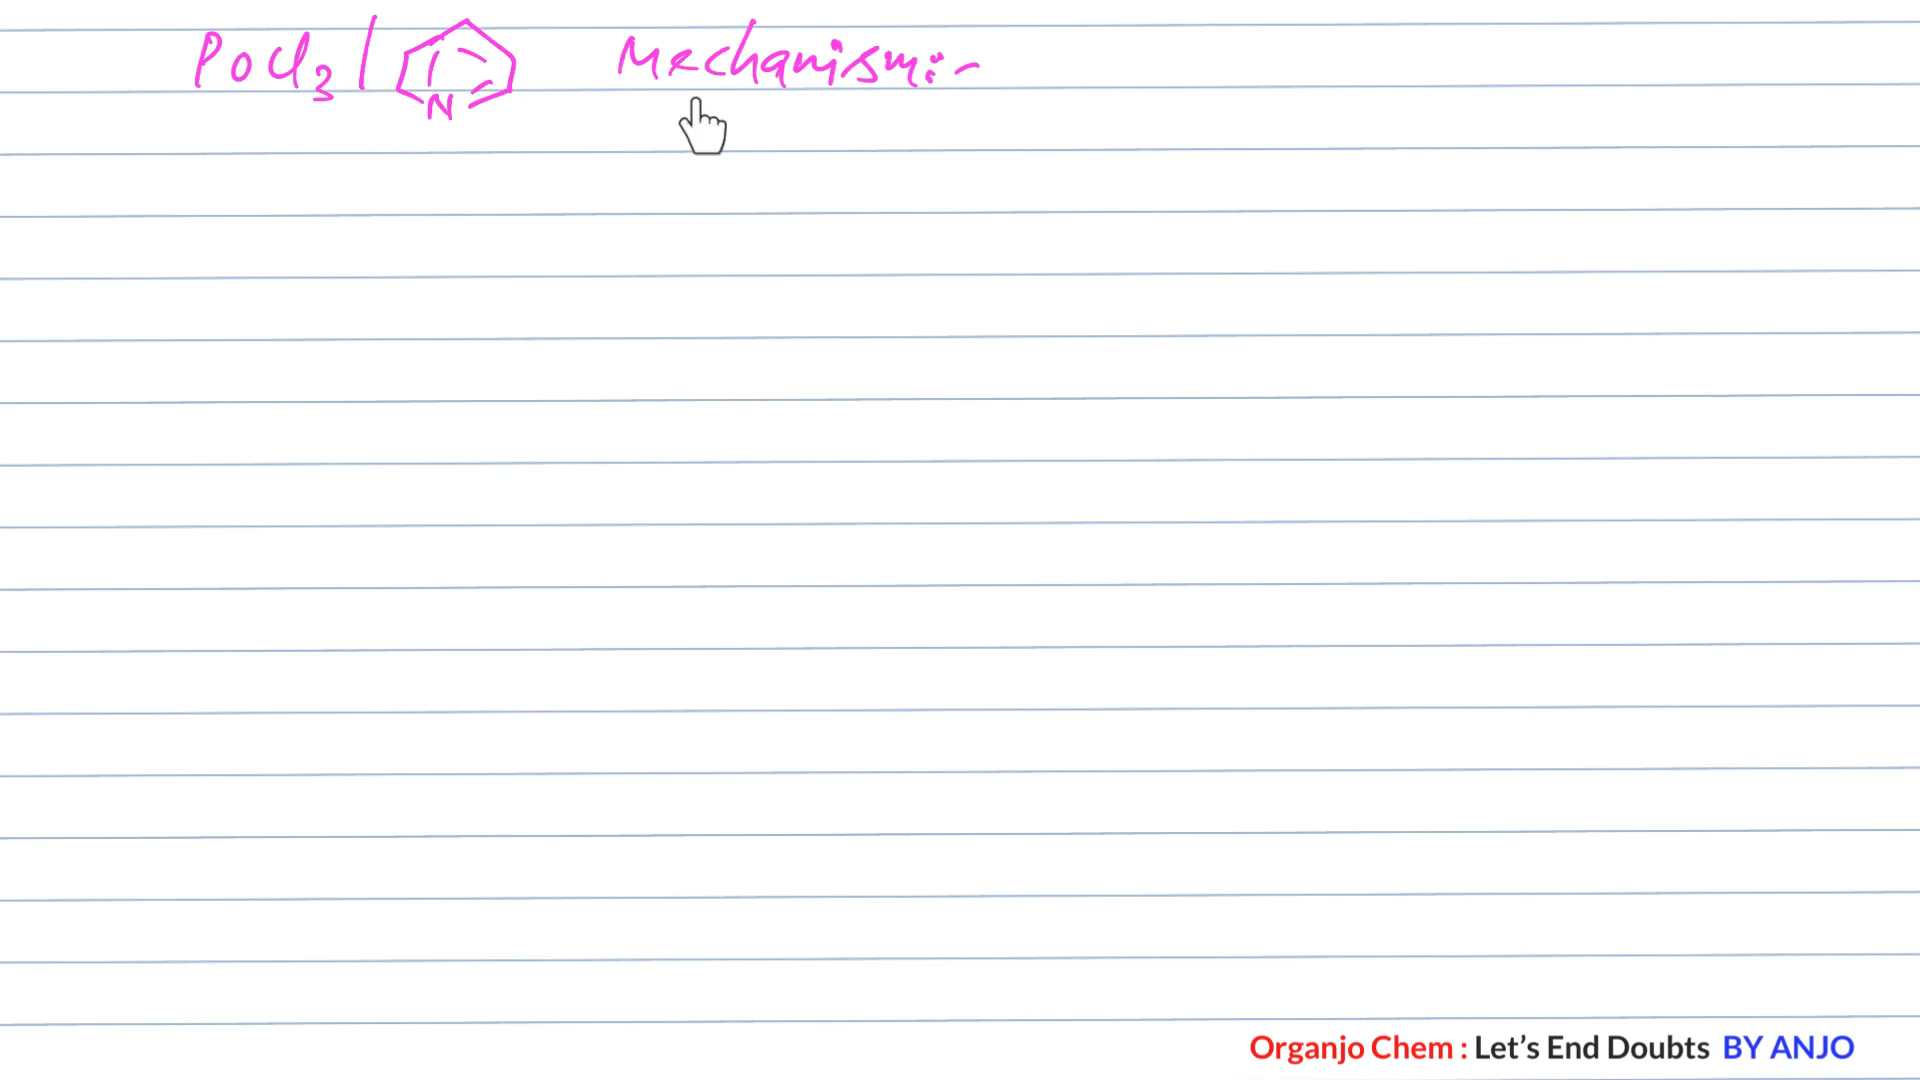 POCl3 / N Mechanism:-
Organjo Chem : Let's End Doubts BY ANJO